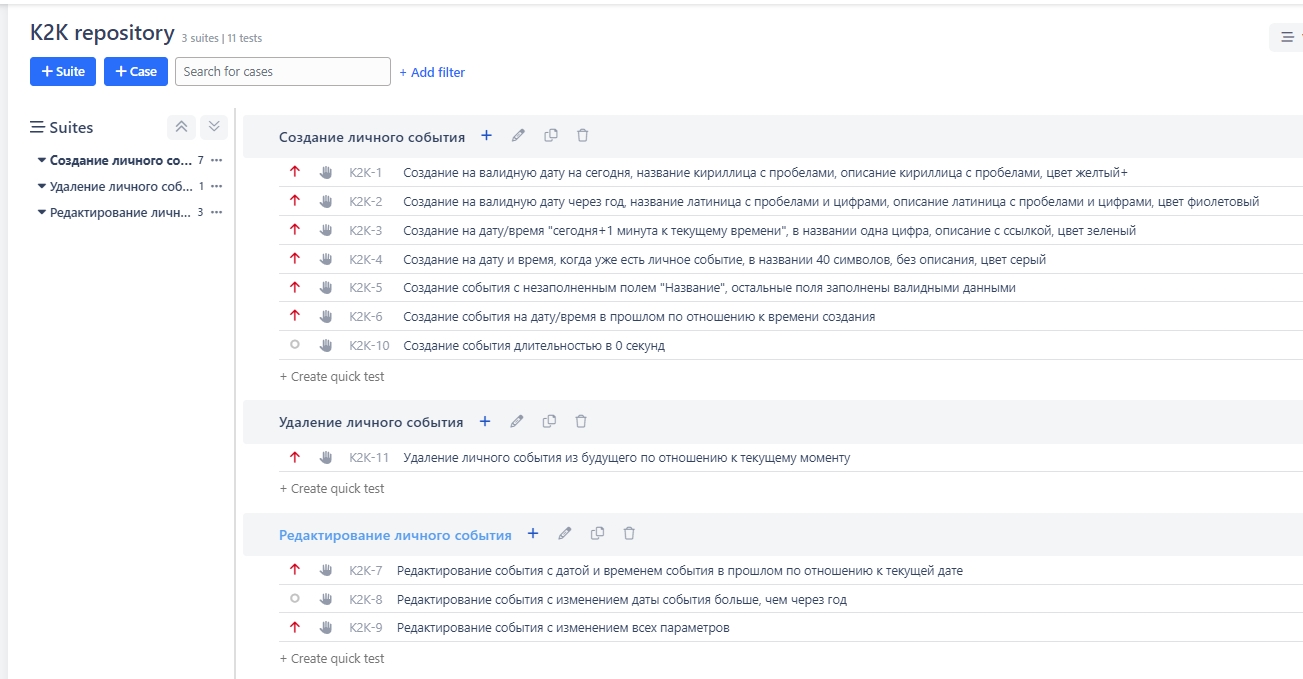 K2K repository 3 suites | 11 tests
+ Suite + Case Search for cases + Add filter
Suites
Создание личного со... 7
Удаление личного соб... 1
Редактирование личн... 3
Создание личного события
K2K-1 Создание на валидную дату на сегодня, название кириллица с пробелами, описание кириллица с пробелами, цвет желтый+
K2K-2 Создание на валидную дату через год, название латиница с пробелами и цифрами, описание латиница с пробелами и цифрами, цвет фиолетовый
K2K-3 Создание на дату/время "сегодня+1 минута к текущему времени", в названии одна цифра, описание с ссылкой, цвет зеленый
K2K-4 Создание на дату и время, когда уже есть личное событие, в названии 40 символов, без описания, цвет серый
K2K-5 Создание события с незаполненным полем "Название", остальные поля заполнены валидными данными
K2K-6 Создание события на дату/время в прошлом по отношению к времени создания
K2K-10 Создание события длительностью в 0 секунд
+ Create quick test
Удаление личного события
K2K-11 Удаление личного события из будущего по отношению к текущему моменту
+ Create quick test
Редактирование личного события
K2K-7 Редактирование события с датой и временем события в прошлом по отношению к текущей дате
K2K-8 Редактирование события с изменением даты события больше, чем через год
K2K-9 Редактирование события с изменением всех параметров
+ Create quick test